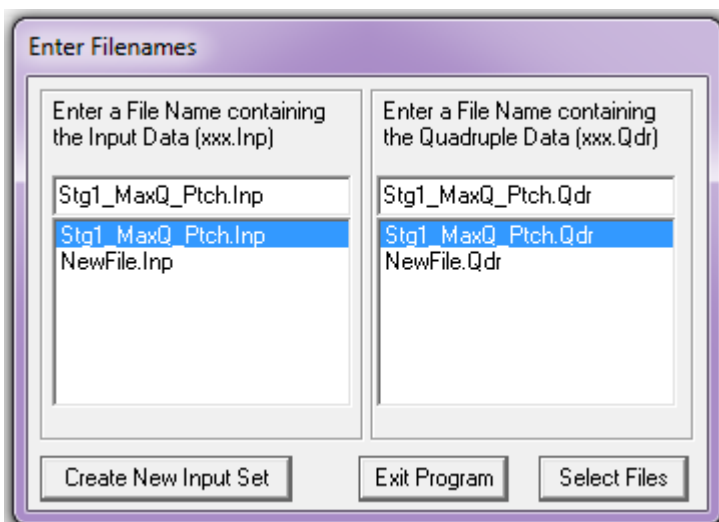 Enter Filenames
Enter a File Name containing
the Input Data (xxx.Inp)
Stg1_MaxQ_Ptch.Inp
Stg1_MaxQ_Ptch.Inp
NewFile.Inp
Enter a File Name containing
the Quadruple Data (xxx.Qdr)
Stg1_MaxQ_Ptch.Qdr
Stg1_MaxQ_Ptch.Qdr
NewFile.Qdr
Create New Input Set
Exit Program
Select Files